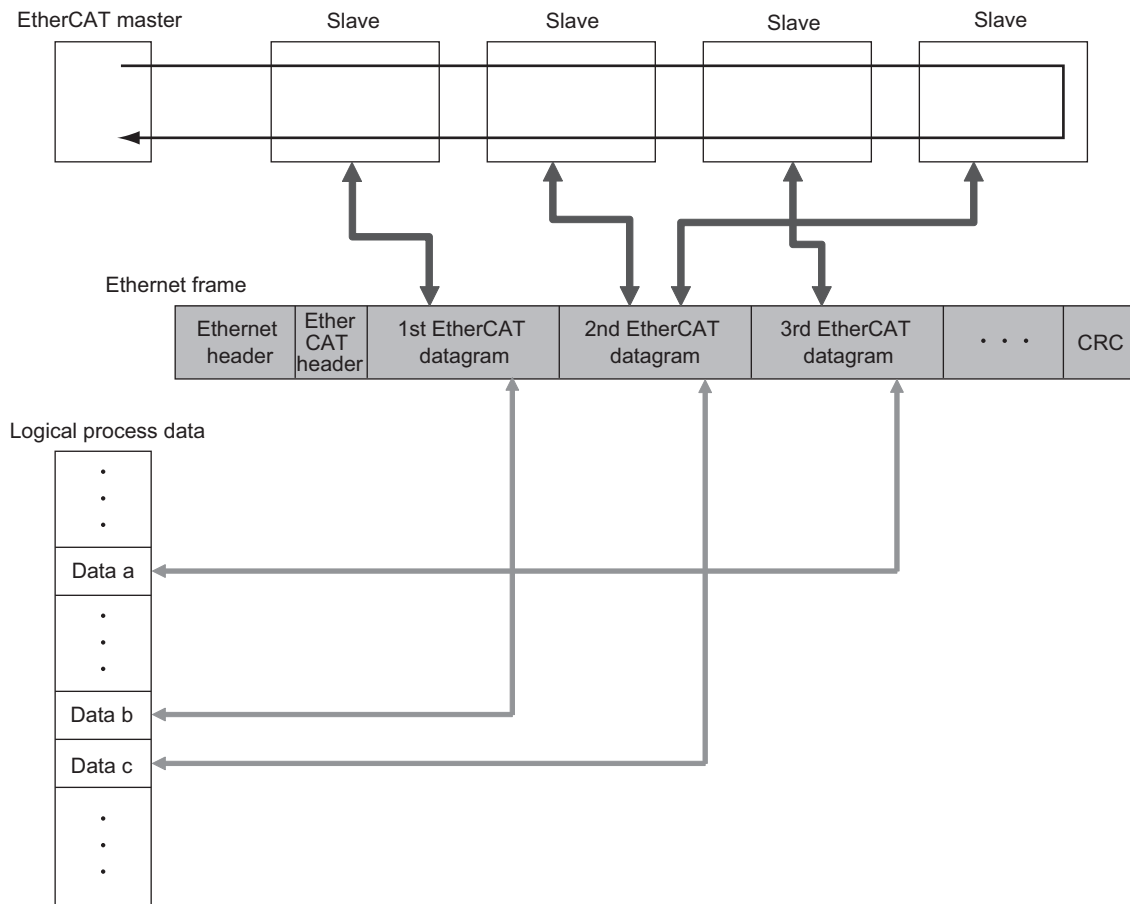 EtherCAT master
Slave
Slave
Slave
Slave
Ethernet frame
Ethernet
header
Ether
CAT
header
1st EtherCAT
datagram
2nd EtherCAT
datagram
3rd EtherCAT
datagram
· · ·
CRC
Logical process data
Data a
Data b
Data c